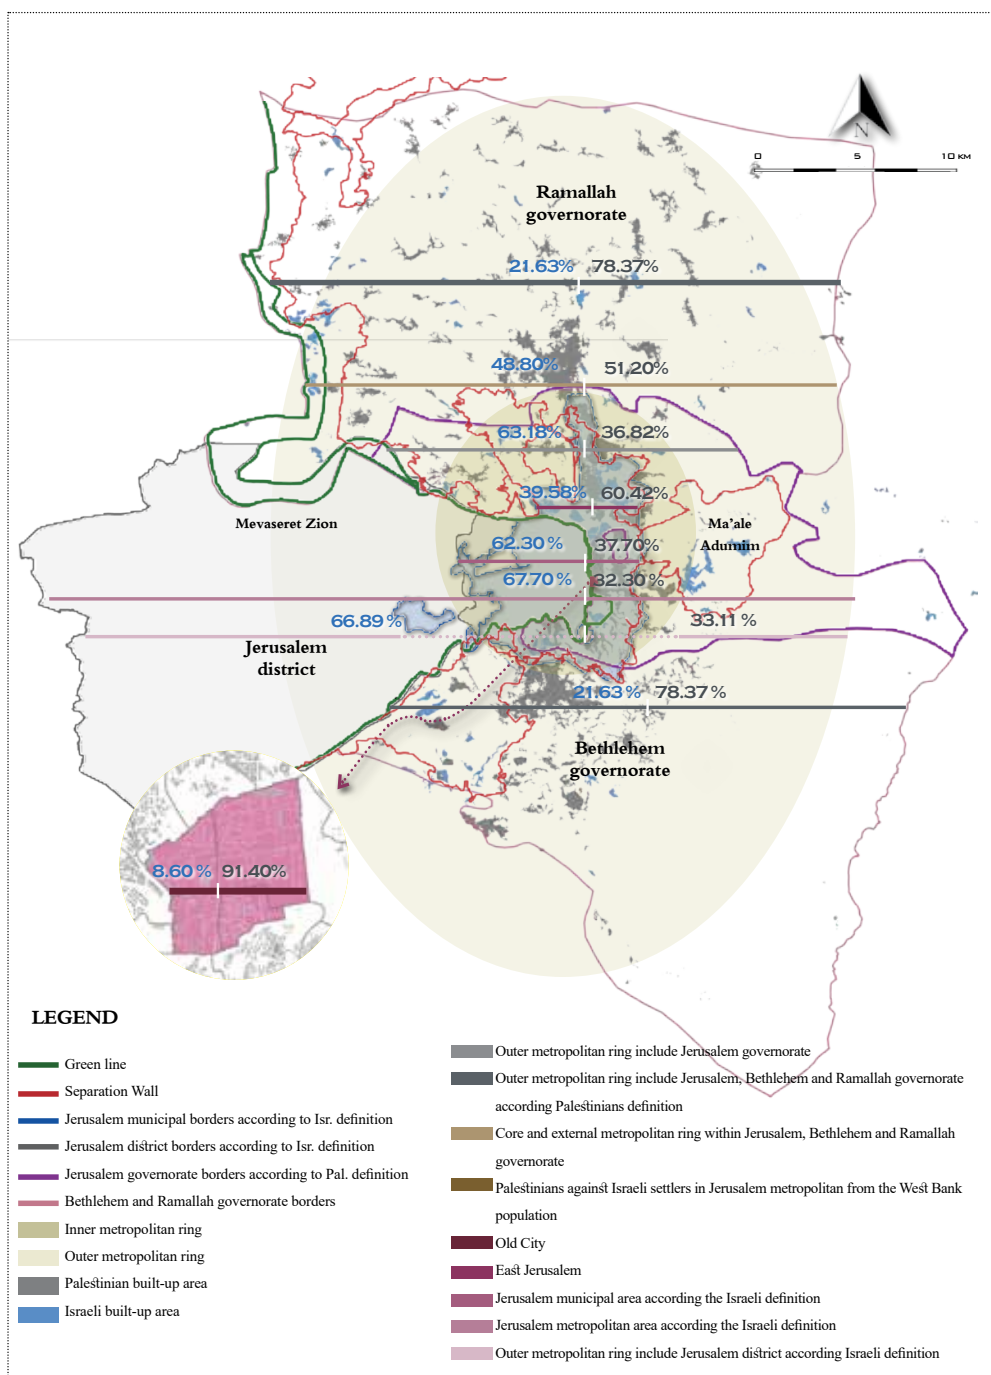 N
0 5 10 KM
Ramallah
governorate
21.63% 78.37%
48.80% 51.20%
63.18% 36.82%
39.58% 60.42%
Mevaseret Zion
Ma'ale
Adumim
62.30% 37.70%
67.70% 32.30%
66.89% 33.11%
Jerusalem
district
21.63% 78.37%
Bethlehem
governorate
8.60% 91.40%
LEGEND
Green line
Separation Wall
Jerusalem municipal borders according to Isr. definition
Jerusalem district borders according to Isr. definition
Jerusalem governorate borders according to Pal. definition
Bethlehem and Ramallah governorate borders
Inner metropolitan ring
Outer metropolitan ring
Palestinian built-up area
Israeli built-up area
Outer metropolitan ring include Jerusalem governorate
Outer metropolitan ring include Jerusalem, Bethlehem and Ramallah governorate
according Palestinians definition
Core and external metropolitan ring within Jerusalem, Bethlehem and Ramallah
governorate
Palestinians against Israeli settlers in Jerusalem metropolitan from the West Bank
population
Old City
East Jerusalem
Jerusalem municipal area according the Israeli definition
Jerusalem metropolitan area according the Israeli definition
Outer metropolitan ring include Jerusalem district according Israeli definition